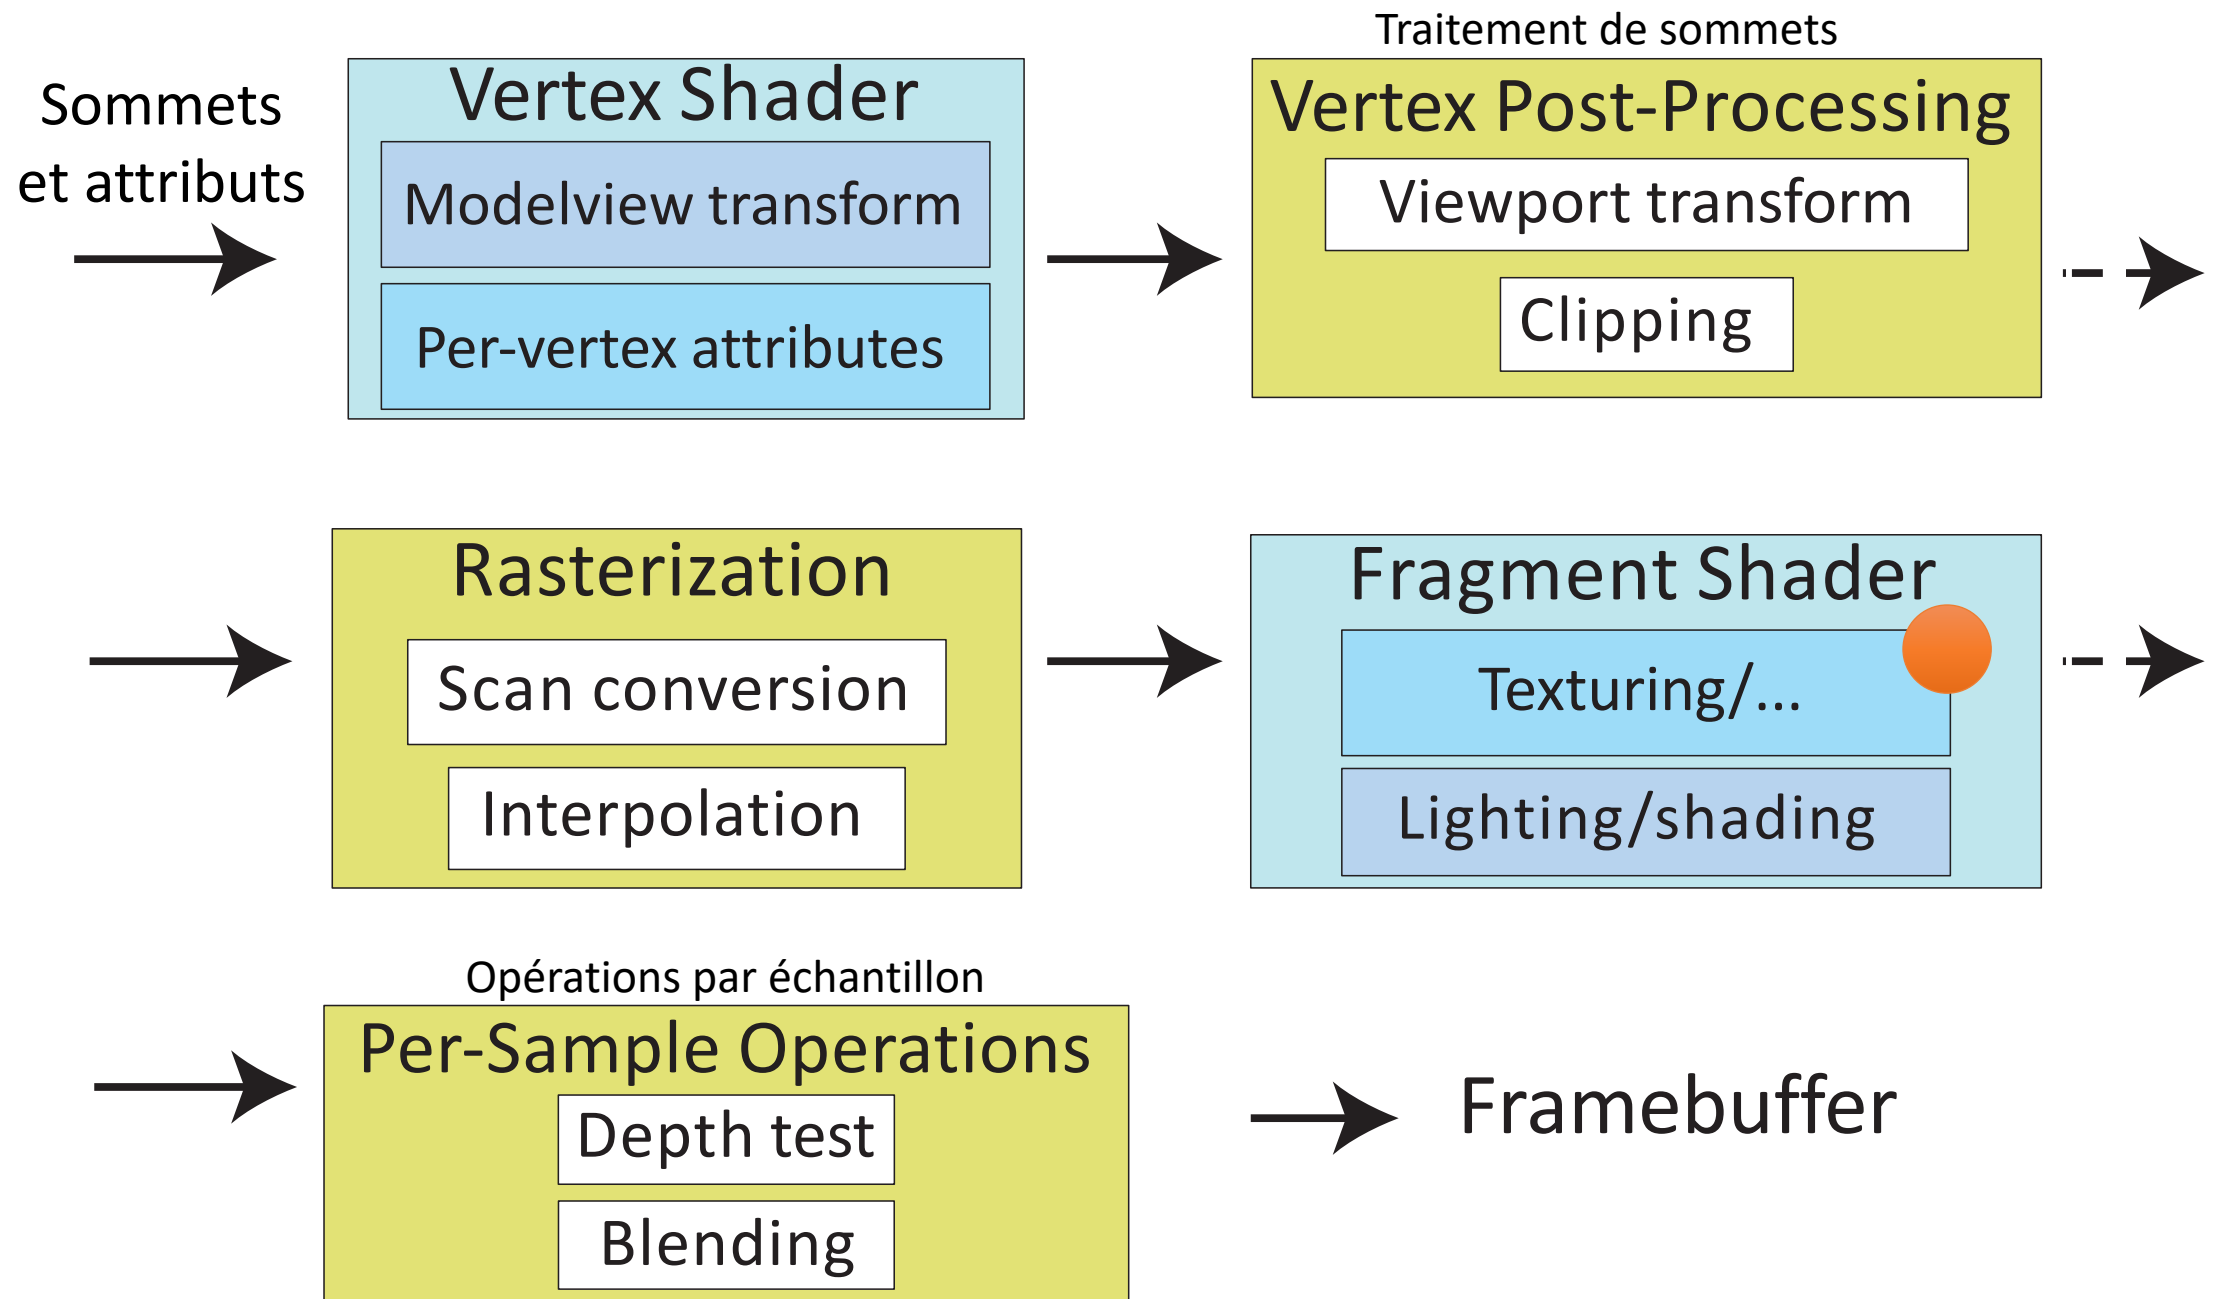 Sommets
et attributs
Vertex Shader
Modelview transform
Per-vertex attributes
Traitement de sommets
Vertex Post-Processing
Viewport transform
Clipping
Rasterization
Scan conversion
Interpolation
Fragment Shader
Texturing/...
Lighting/shading
Opérations par échantillon
Per-Sample Operations
Depth test
Blending
Framebuffer